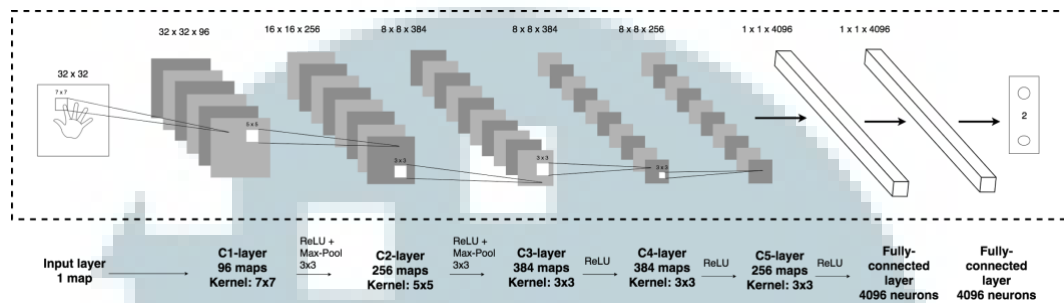 32 x 32 x 96
16 x 16 x 256
8 x 8 x 384
8 x 8 x 384
8 x 8 x 256
1 x 1 x 4096
1 x 1 x 4096
32 x 32
7 x 7
5 x 5
3 x 3
3 x 3
3 x 3
2
Input layer
1 map
C1-layer
96 maps
Kernel: 7x7
ReLU +
Max-Pool
3x3
C2-layer
256 maps
Kernel: 5x5
ReLU +
Max-Pool
3x3
C3-layer
384 maps
Kernel: 3x3
ReLU
C4-layer
384 maps
Kernel: 3x3
ReLU
C5-layer
256 maps
Kernel: 3x3
ReLU
Fully-
connected
layer
4096 neurons
Fully-
connected
layer
4096 neurons